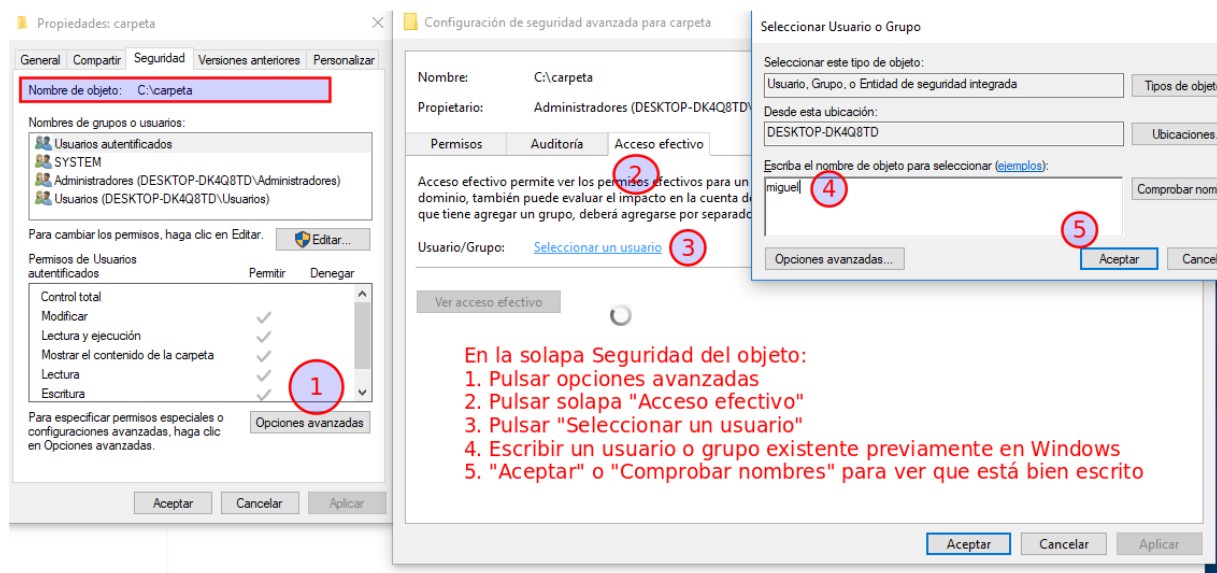 Propiedades: carpeta
General Compartir Seguridad Versiones anteriores Personalizar
Nombre de objeto: C:\carpeta
Nombres de grupos o usuarios:
Usuarios autentificados
SYSTEM
Administradores (DESKTOP-DK4Q8TD\Administradores)
Usuarios (DESKTOP-DK4Q8TD\Usuarios)
Para cambiar los permisos, haga clic en Editar. Editar...
Permisos de Usuarios
autentificados Permitir Denegar
Control total
Modificar
Lectura y ejecución
Mostrar el contenido de la carpeta
Lectura
Escritura
1
Para especificar permisos especiales o
configuraciones avanzadas, haga clic
en Opciones avanzadas.
Opciones avanzadas
Aceptar Cancelar Aplicar
Configuración de seguridad avanzada para carpeta
Nombre: C:\carpeta
Propietario: Administradores (DESKTOP-DK4Q8TD\
Permisos Auditoría Acceso efectivo
2
Acceso efectivo permite ver los permisos efectivos para un
dominio, también puede evaluar el impacto en la cuenta de
que tiene agregar un grupo, deberá agregarse por separado
Usuario/Grupo: Seleccionar un usuario 3
Ver acceso efectivo
En la solapa Seguridad del objeto:
1. Pulsar opciones avanzadas
2. Pulsar solapa "Acceso efectivo"
3. Pulsar "Seleccionar un usuario"
4. Escribir un usuario o grupo existente previamente en Windows
5. "Aceptar" o "Comprobar nombres" para ver que está bien escrito
Aceptar Cancelar Aplicar
Seleccionar Usuario o Grupo
Seleccionar este tipo de objeto:
Usuario, Grupo, o Entidad de seguridad integrada Tipos de objet
Desde esta ubicación:
DESKTOP-DK4Q8TD Ubicaciones.
Escriba el nombre de objeto para seleccionar (ejemplos):
miguel 4 Comprobar nom
5
Opciones avanzadas... Aceptar Cancel